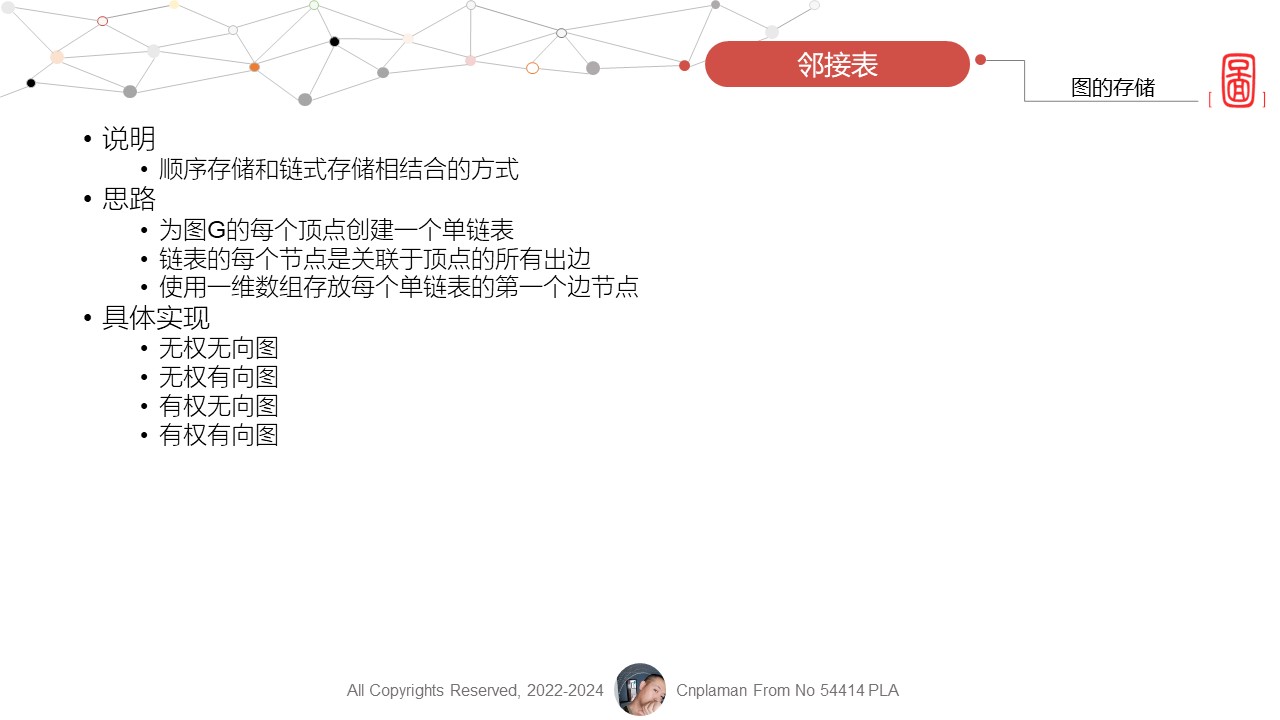 邻接表
图的存储
[圖]
• 说明
• 顺序存储和链式存储相结合的方式
• 思路
• 为图G的每个顶点创建一个单链表
• 链表的每个节点是关联于顶点的所有出边
• 使用一维数组存放每个单链表的第一个边节点
• 具体实现
• 无权无向图
• 无权有向图
• 有权无向图
• 有权有向图
All Copyrights Reserved, 2022-2024 Cnplaman From No 54414 PLA